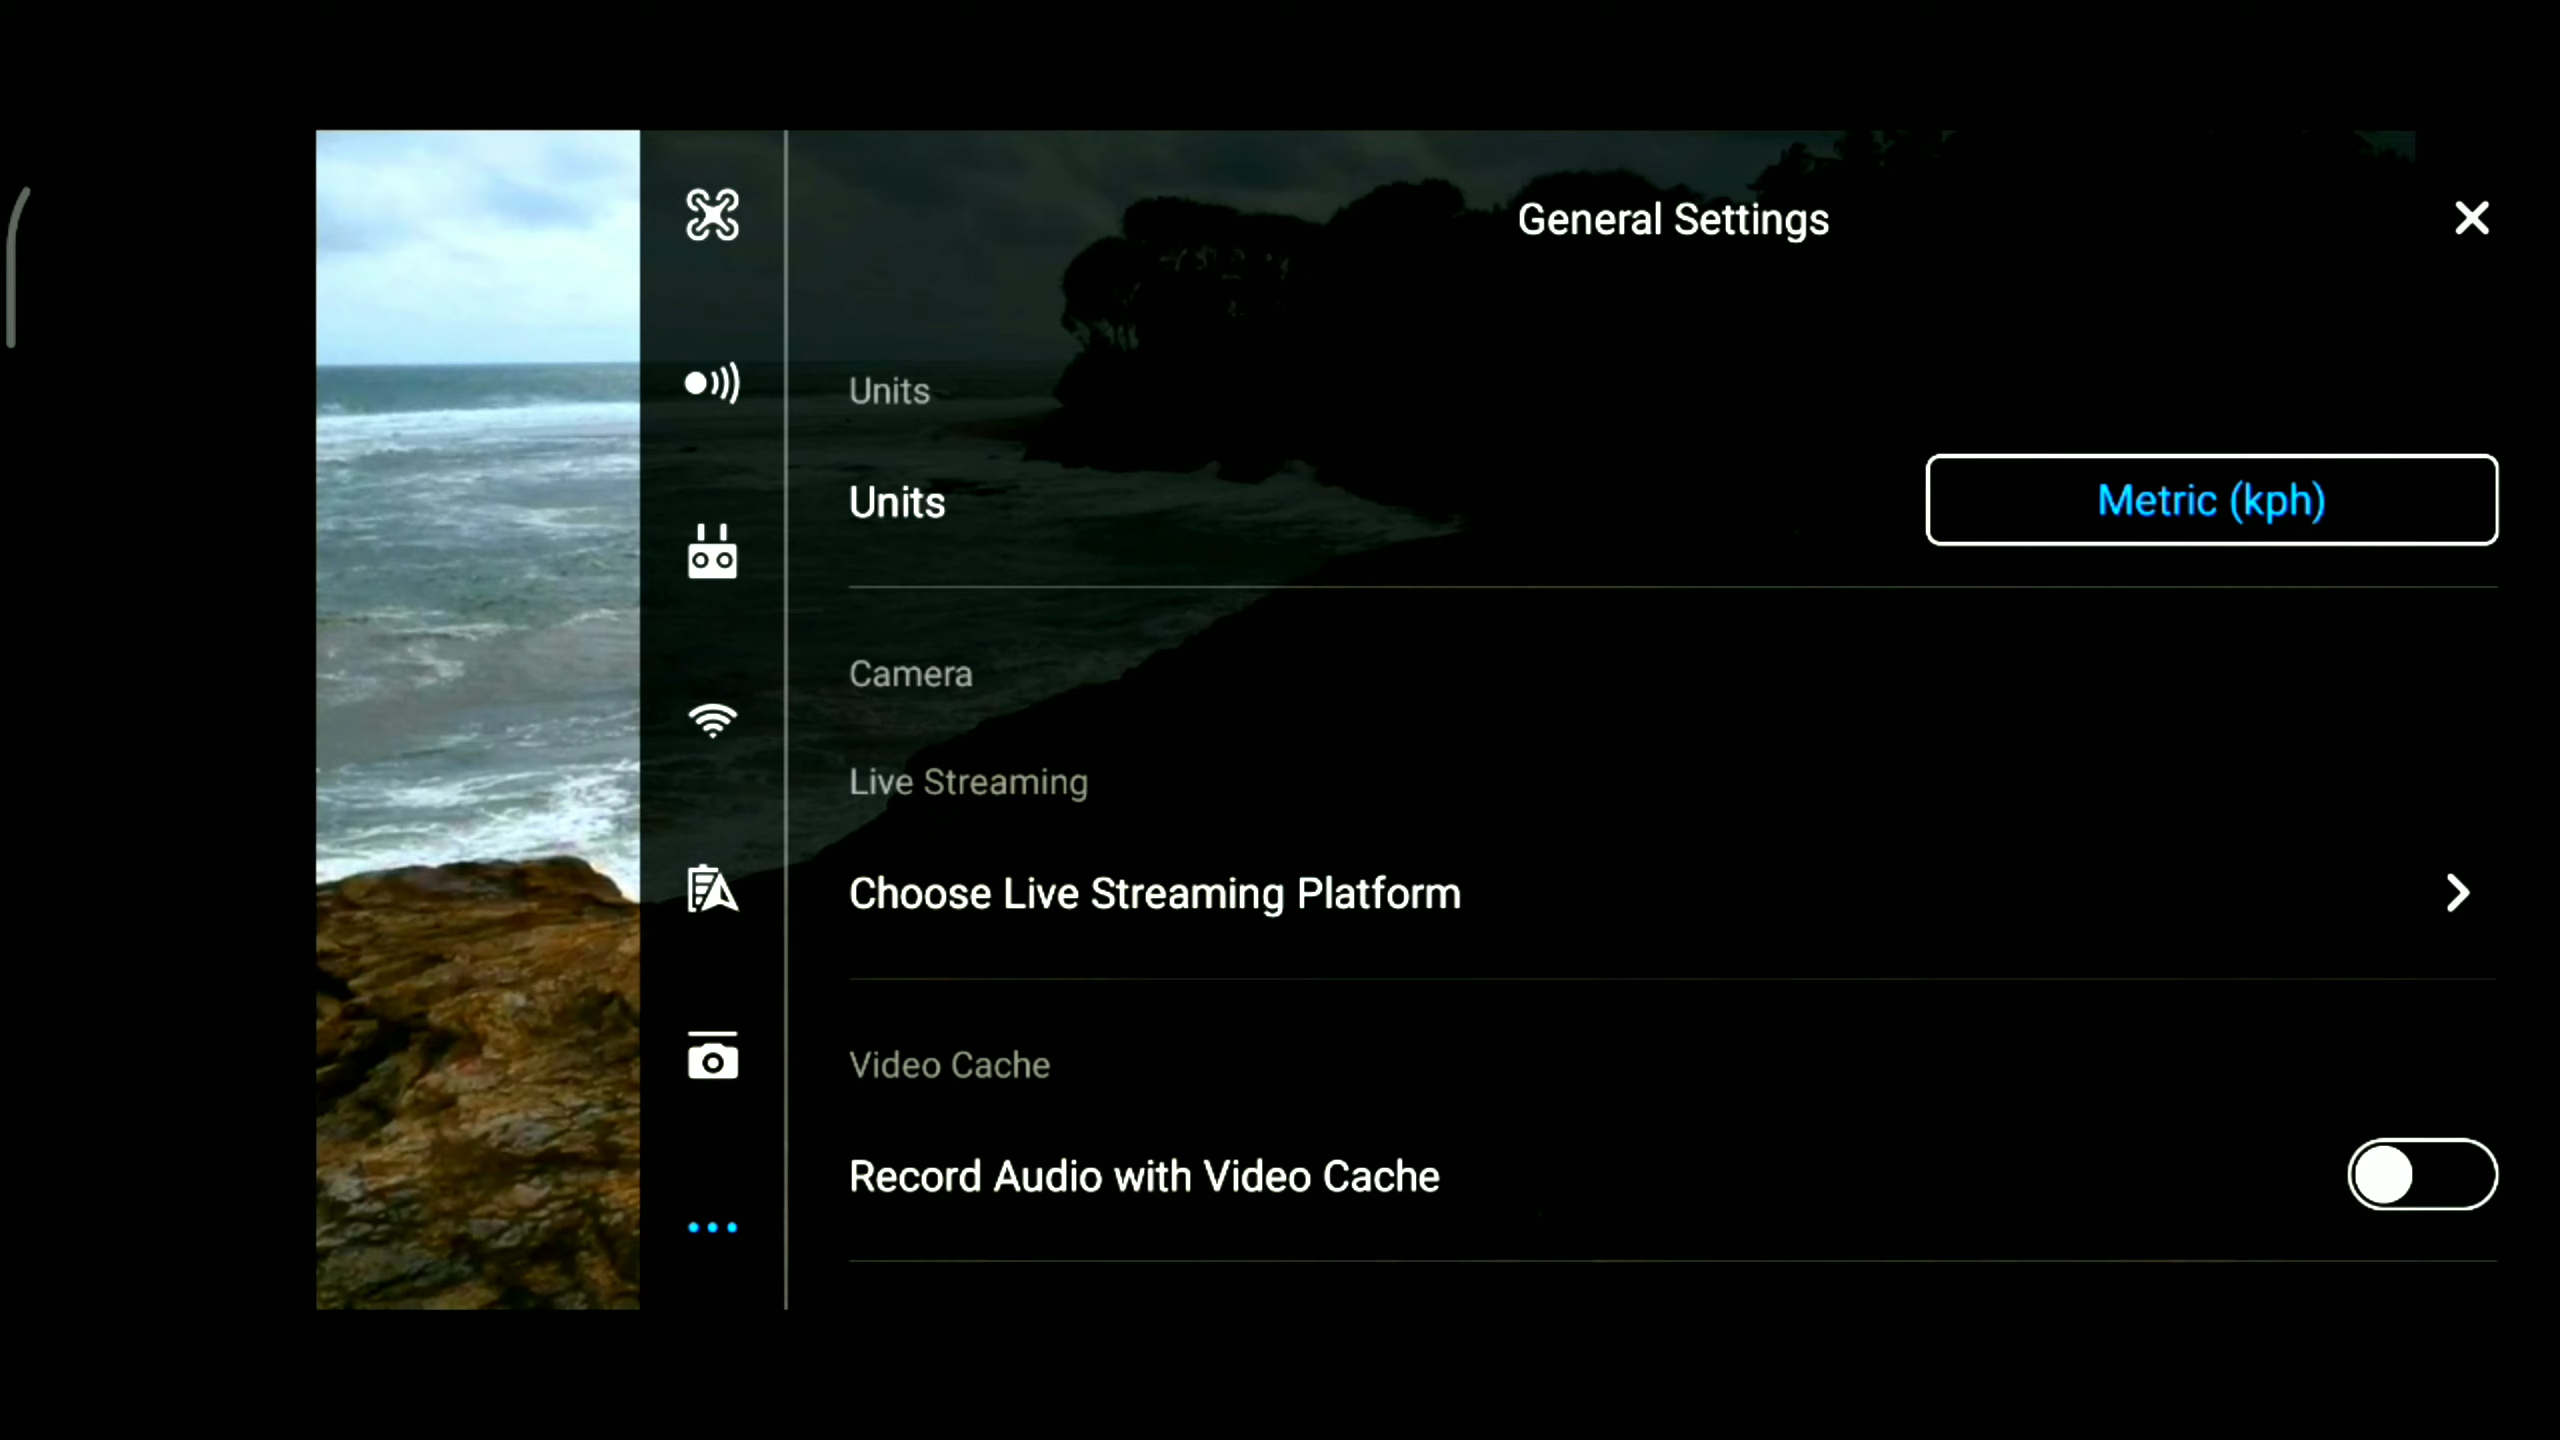 General Settings
Units
Units
Metric (kph)
Camera
Live Streaming
Choose Live Streaming Platform
Video Cache
Record Audio with Video Cache